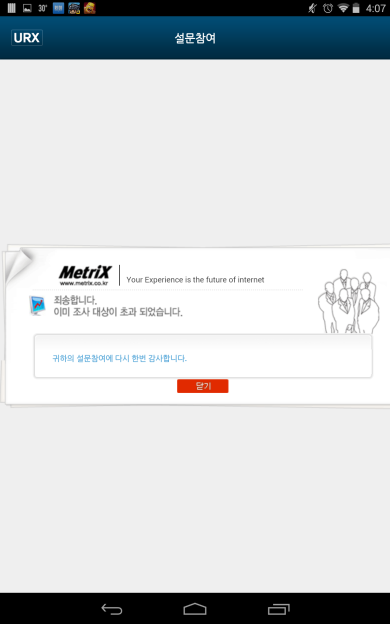 30° 4:07
URX 설문참여
MetriX Your Experience is the future of internet
www.metrix.co.kr
죄송합니다.
이미 조사 대상이 초과 되었습니다.
귀하의 설문참여에 다시 한번 감사합니다.
닫기